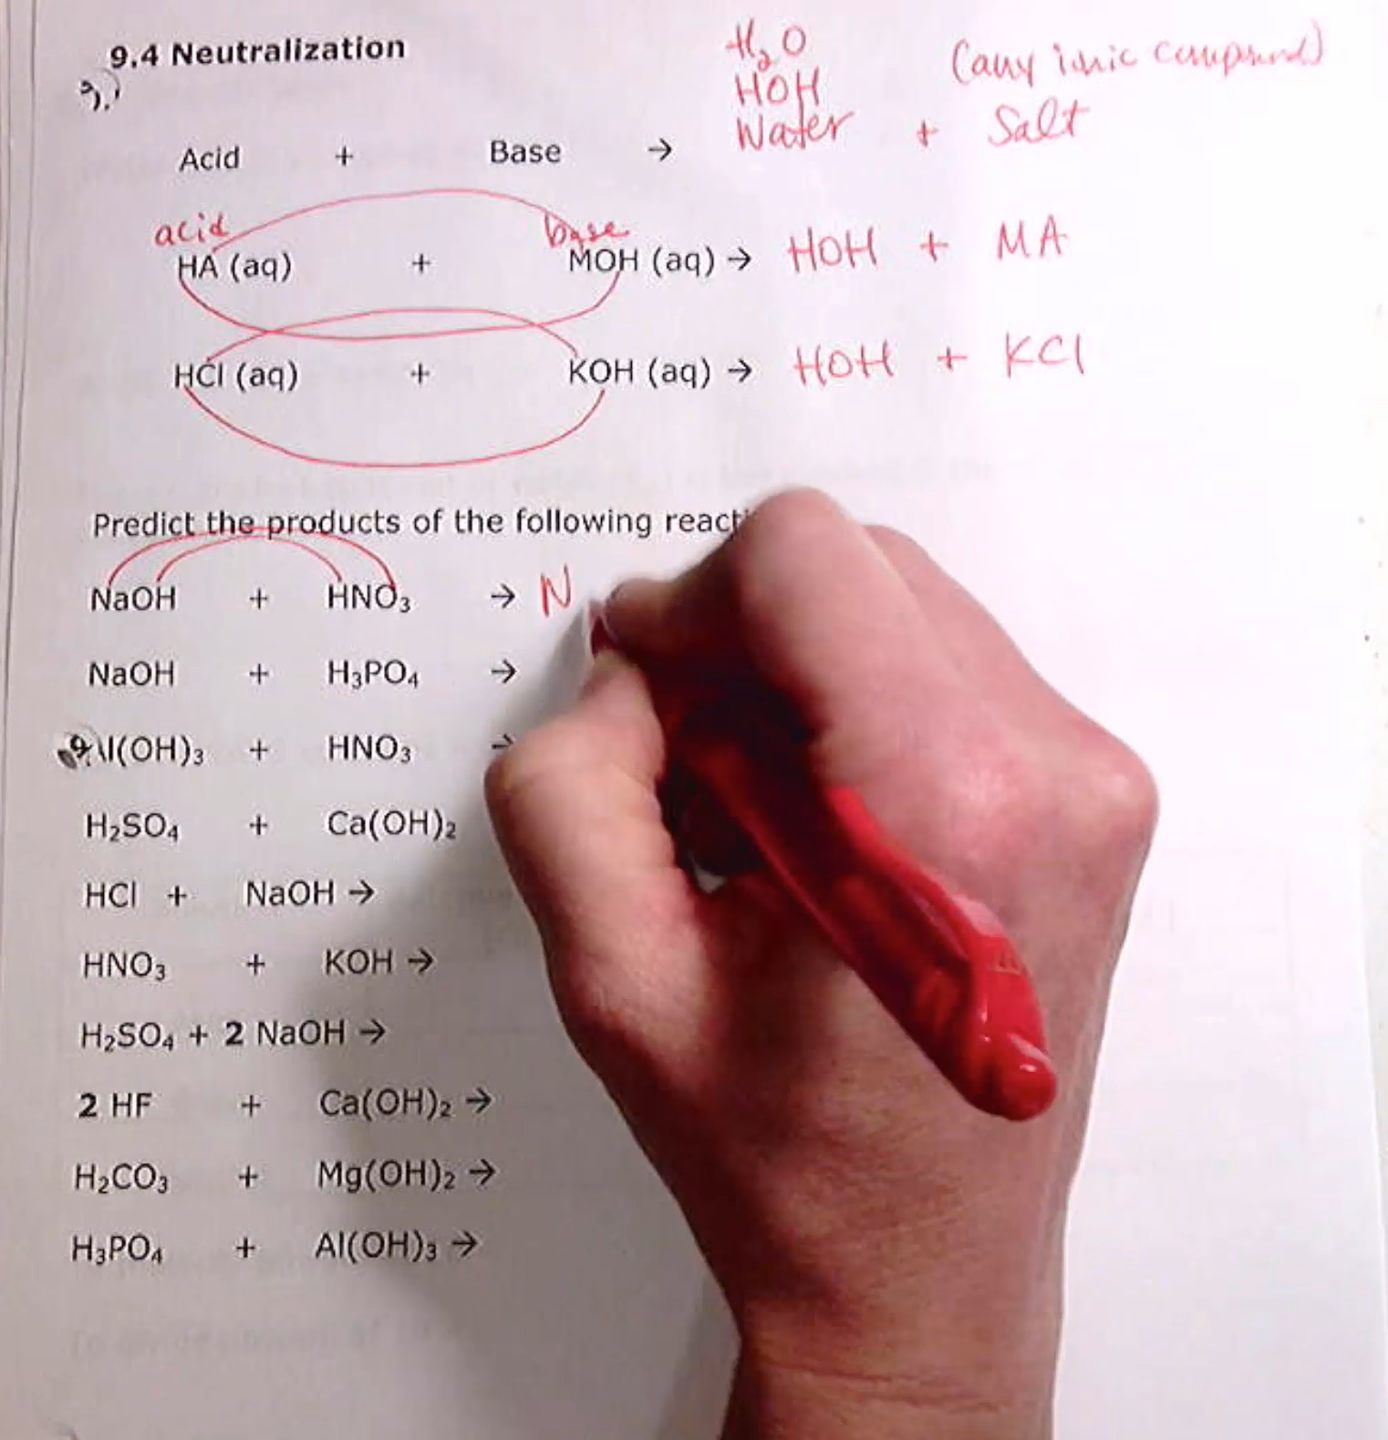 9.4 Neutralization
H₂O
HOH
(any ionic compound)
Acid + Base → Water + Salt
acid base
HA (aq) + MOH (aq) → HOH + MA
HCl (aq) + KOH (aq) → HOH + KCl
Predict the products of the following
NaOH + HNO₃ → N
NaOH + H₃PO₄ →
Al(OH)₃ + HNO₃ →
H₂SO₄ + Ca(OH)₂
HCl + NaOH →
HNO₃ + KOH →
H₂SO₄ + 2 NaOH →
2 HF + Ca(OH)₂ →
H₂CO₃ + Mg(OH)₂ →
H₃PO₄ + Al(OH)₃ →